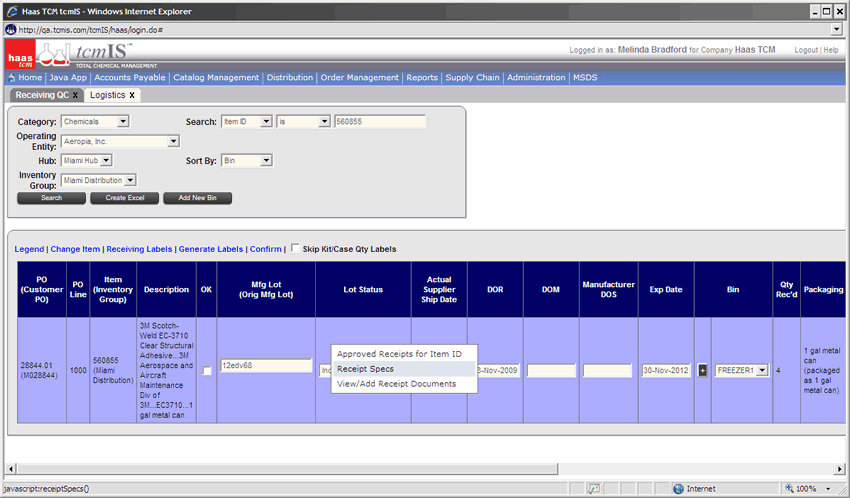 Haas TCM tcmIS - Windows Internet Explorer
http://qa.tcmis.com/tcmIS/haas/login.do#
haas tcm
tcmIS™
TOTAL CHEMICAL MANAGEMENT
Logged in as: Melinda Bradford for Company Haas TCM Logout | Help
Home | Java App | Accounts Payable | Catalog Management | Distribution | Order Management | Reports | Supply Chain | Administration | MSDS
Receiving QC x Logistics x
Category: Chemicals Search: Item ID is 560855
Operating Entity: Aeropia, Inc.
Hub: Miami Hub Sort By: Bin
Inventory Group: Miami Distribution
Search Create Excel Add New Bin
Legend | Change Item | Receiving Labels | Generate Labels | Confirm | Skip Kit/Case Qty Labels
PO (Customer PO)
PO Line
Item (Inventory Group)
Description
OK
Mfg Lot (Orig Mfg Lot)
Lot Status
Actual Supplier Ship Date
DOR
DOM
Manufacturer DOS
Exp Date
Bin
Qty Rec'd
Packaging
28844.01 (M028844)
1000
560855 (Miami Distribution)
3M Scotch-
Weld EC-3710
Clear Structural
Adhesive...3M
Aerospace and
Aircraft
Maintenance
Div of
3M...EC3710...1
gal metal can
12edv68
Inc
-Nov-2009
30-Nov-2012
+
FREEZER1
4
1 gal metal
can
(packaged
as 1 gal
metal can)
Approved Receipts for Item ID
Receipt Specs
View/Add Receipt Documents
javascript:receiptSpecs() Internet 100%